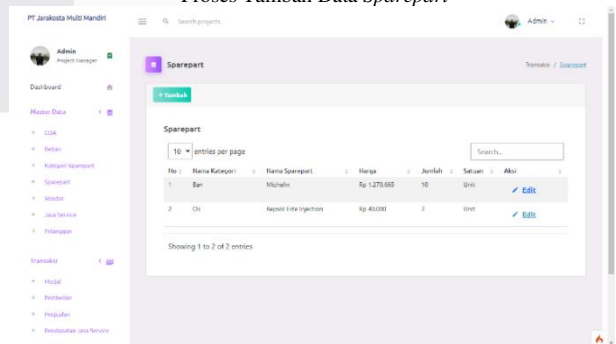 Proses Tambah Data Sparepart
PT Jarakosta Multi Mandiri
Search projects
Admin
Admin
Project Manager
Sparepart
Transaksi / Sparepart
Dashboard
+ Tambah
Master Data
COA
Beban
Kategori Sparepart
Sparepart
Vendor
Jasa Service
Pelanggan
Sparepart
10 entries per page
Search...
No Nama Kategori Nama Sparepart Harga Jumlah Satuan Aksi
1 Ban Michelin Rp 1.270.065 10 Unit Edit
2 Oli Repsol Elite Injection Rp 40.000 2 Unit Edit
Showing 1 to 2 of 2 entries
Transaksi
Modal
Pembelian
Penjualan
Pendapatan Jasa Service